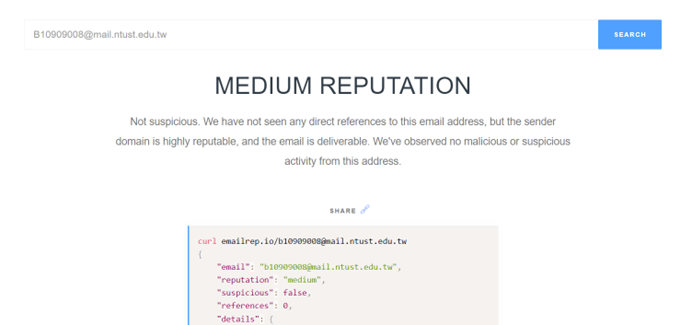 B10909008@mail.ntust.edu.tw
SEARCH
MEDIUM REPUTATION
Not suspicious. We have not seen any direct references to this email address, but the sender
domain is highly reputable, and the email is deliverable. We've observed no malicious or suspicious
activity from this address.
SHARE
curl emailrep.io/b10909008@mail.ntust.edu.tw
{
"email": "b10909008@mail.ntust.edu.tw",
"reputation": "medium",
"suspicious": false,
"references": 0,
"details": {